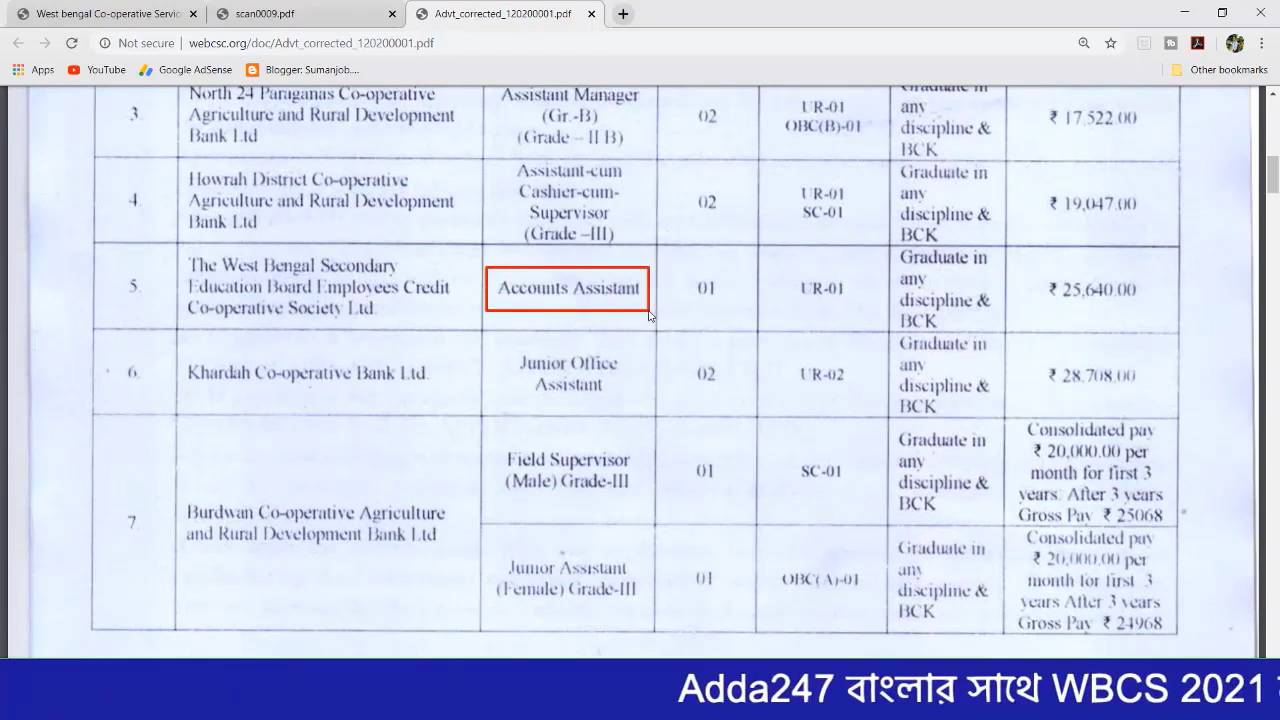 West bengal Co-operative Servic
scan0009.pdf
Advt_corrected_120200001.pdf
Not secure | webcsc.org/doc/Advt_corrected_120200001.pdf
Apps
YouTube
Google AdSense
Blogger: Sumanjob....
Other bookmarks
3.
North 24 Paraganas Co-operative
Agriculture and Rural Development
Bank Ltd
Assistant Manager
(Gr.-B)
(Grade – II B)
02
UR-01
OBC(B)-01
Graduate in
any
discipline &
BCK
₹ 17,522.00
4.
Howrah District Co-operative
Agriculture and Rural Development
Bank Ltd
Assistant-cum
Cashier-cum-
Supervisor
(Grade –III)
02
UR-01
SC-01
Graduate in
any
discipline &
BCK
₹ 19,047.00
5.
The West Bengal Secondary
Education Board Employees Credit
Co-operative Society Ltd.
Accounts Assistant
01
UR-01
Graduate in
any
discipline &
BCK
₹ 25,640.00
6.
Khardah Co-operative Bank Ltd.
Junior Office
Assistant
02
UR-02
Graduate in
any
discipline &
BCK
₹ 28,708.00
7.
Burdwan Co-operative Agriculture
and Rural Development Bank Ltd
Field Supervisor
(Male) Grade-III
01
SC-01
Graduate in
any
discipline &
BCK
Consolidated pay
₹ 20,000.00 per
month for first 3
years. After 3 years
Gross Pay ₹ 25068
Junior Assistant
(Female) Grade-III
01
OBC(A)-01
Graduate in
any
discipline &
BCK
Consolidated pay
₹ 20,000.00 per
month for first 3
years After 3 years
Gross Pay ₹ 24968
Adda247 বাংলার সাথে WBCS 2021